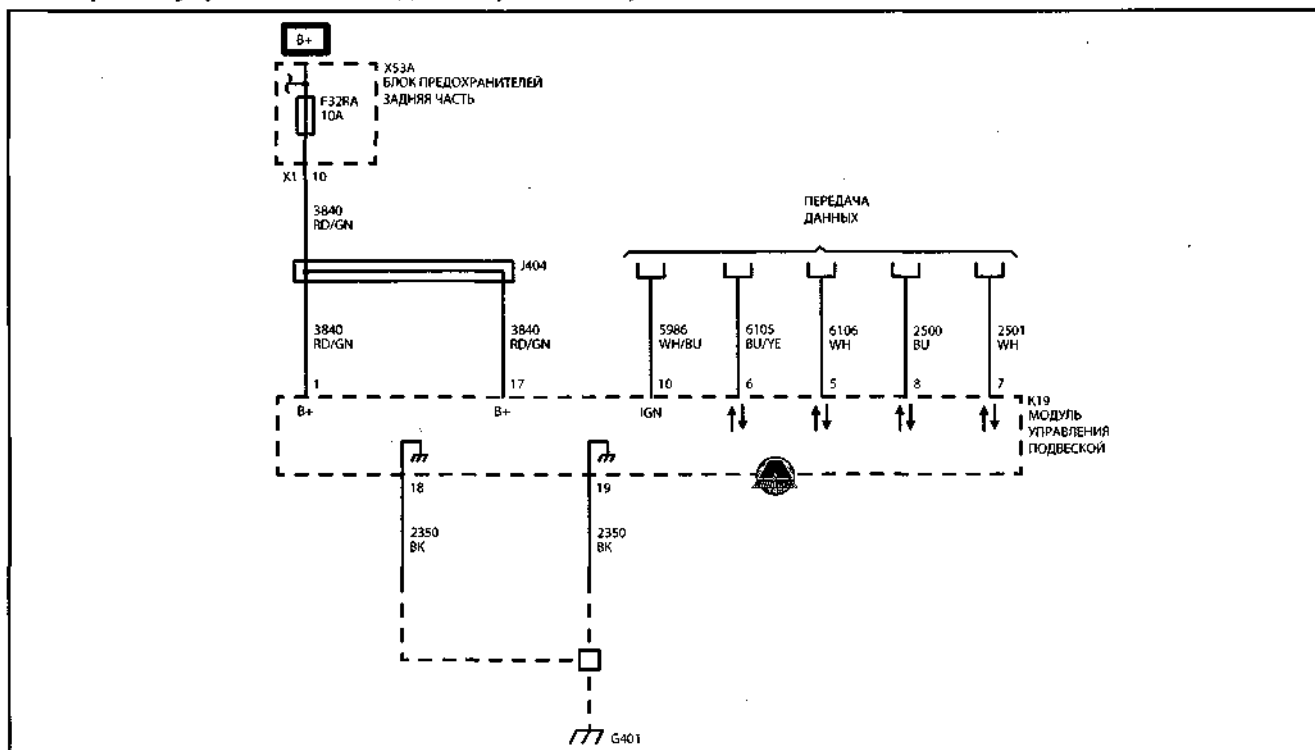 B+
X53A
БЛОК ПРЕДОХРАНИТЕЛЕЙ
ЗАДНЯЯ ЧАСТЬ
F32RA
10A
X1 10
3840
RD/GN
ПЕРЕДАЧА
ДАННЫХ
J404
3840
RD/GN
3840
RD/GN
5986
WH/BU
6105
BU/YE
6106
WH
2500
BU
2501
WH
1 17 10 6 5 8 7
B+ B+ IGN
K19
МОДУЛЬ
УПРАВЛЕНИЯ
ПОДВЕСКОЙ
18 19
2350
BK
2350
BK
G401